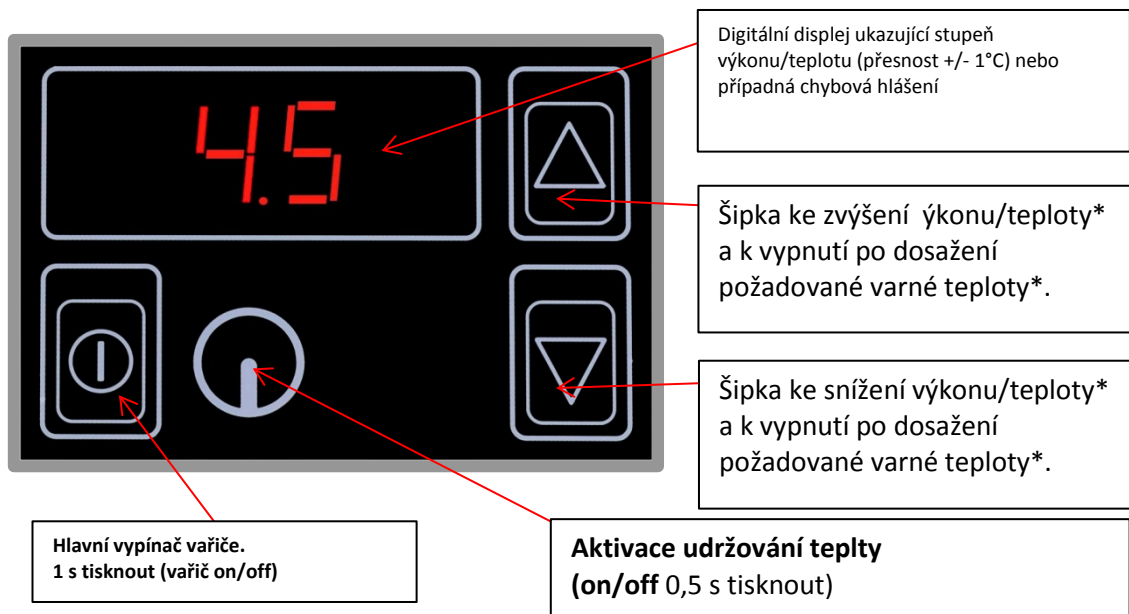 4.5
Digitální displej ukazující stupeň
výkonu/teplotu (přesnost +/- 1°C) nebo
případná chybová hlášení
Šipka ke zvýšení ýkonu/teploty*
a k vypnutí po dosažení
požadované varné teploty*.
Šipka ke snížení výkonu/teploty*
a k vypnutí po dosažení
požadované varné teploty*.
Hlavní vypínač vařiče.
1 s tisknout (vařič on/off)
Aktivace udržování teplty
(on/off 0,5 s tisknout)